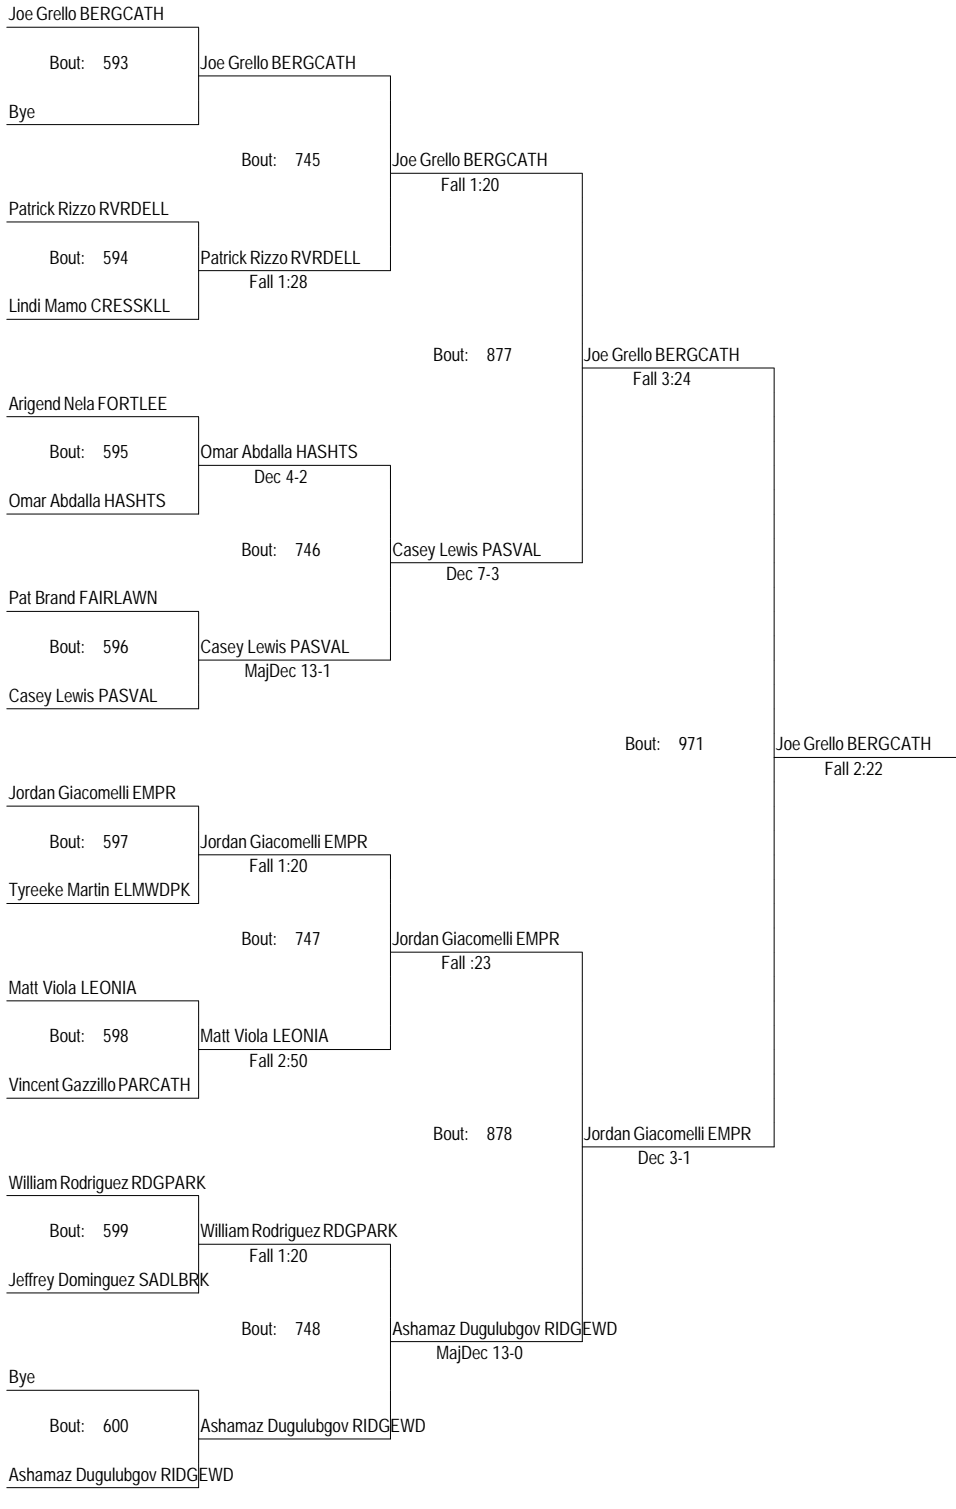 Joe Grello BERGCATH
Bout: 593
Joe Grello BERGCATH
Bye
Bout: 745
Joe Grello BERGCATH
Fall 1:20
Patrick Rizzo RVRDELL
Bout: 594
Patrick Rizzo RVRDELL
Fall 1:28
Lindi Mamo CRESSKLL
Bout: 877
Joe Grello BERGCATH
Fall 3:24
Arigend Nela FORTLEE
Bout: 595
Omar Abdalla HASHTS
Dec 4-2
Omar Abdalla HASHTS
Bout: 746
Casey Lewis PASVAL
Dec 7-3
Pat Brand FAIRLAWN
Bout: 596
Casey Lewis PASVAL
MajDec 13-1
Casey Lewis PASVAL
Bout: 971
Joe Grello BERGCATH
Fall 2:22
Jordan Giacomelli EMPR
Bout: 597
Jordan Giacomelli EMPR
Fall 1:20
Tyreeke Martin ELMWDPK
Bout: 747
Jordan Giacomelli EMPR
Fall :23
Matt Viola LEONIA
Bout: 598
Matt Viola LEONIA
Fall 2:50
Vincent Gazzillo PARCATH
Bout: 878
Jordan Giacomelli EMPR
Dec 3-1
William Rodriguez RDGPARK
Bout: 599
William Rodriguez RDGPARK
Fall 1:20
Jeffrey Dominguez SADLBRK
Bout: 748
Ashamaz Dugulubgov RIDGEWD
MajDec 13-0
Bye
Bout: 600
Ashamaz Dugulubgov RIDGEWD
Ashamaz Dugulubgov RIDGEWD